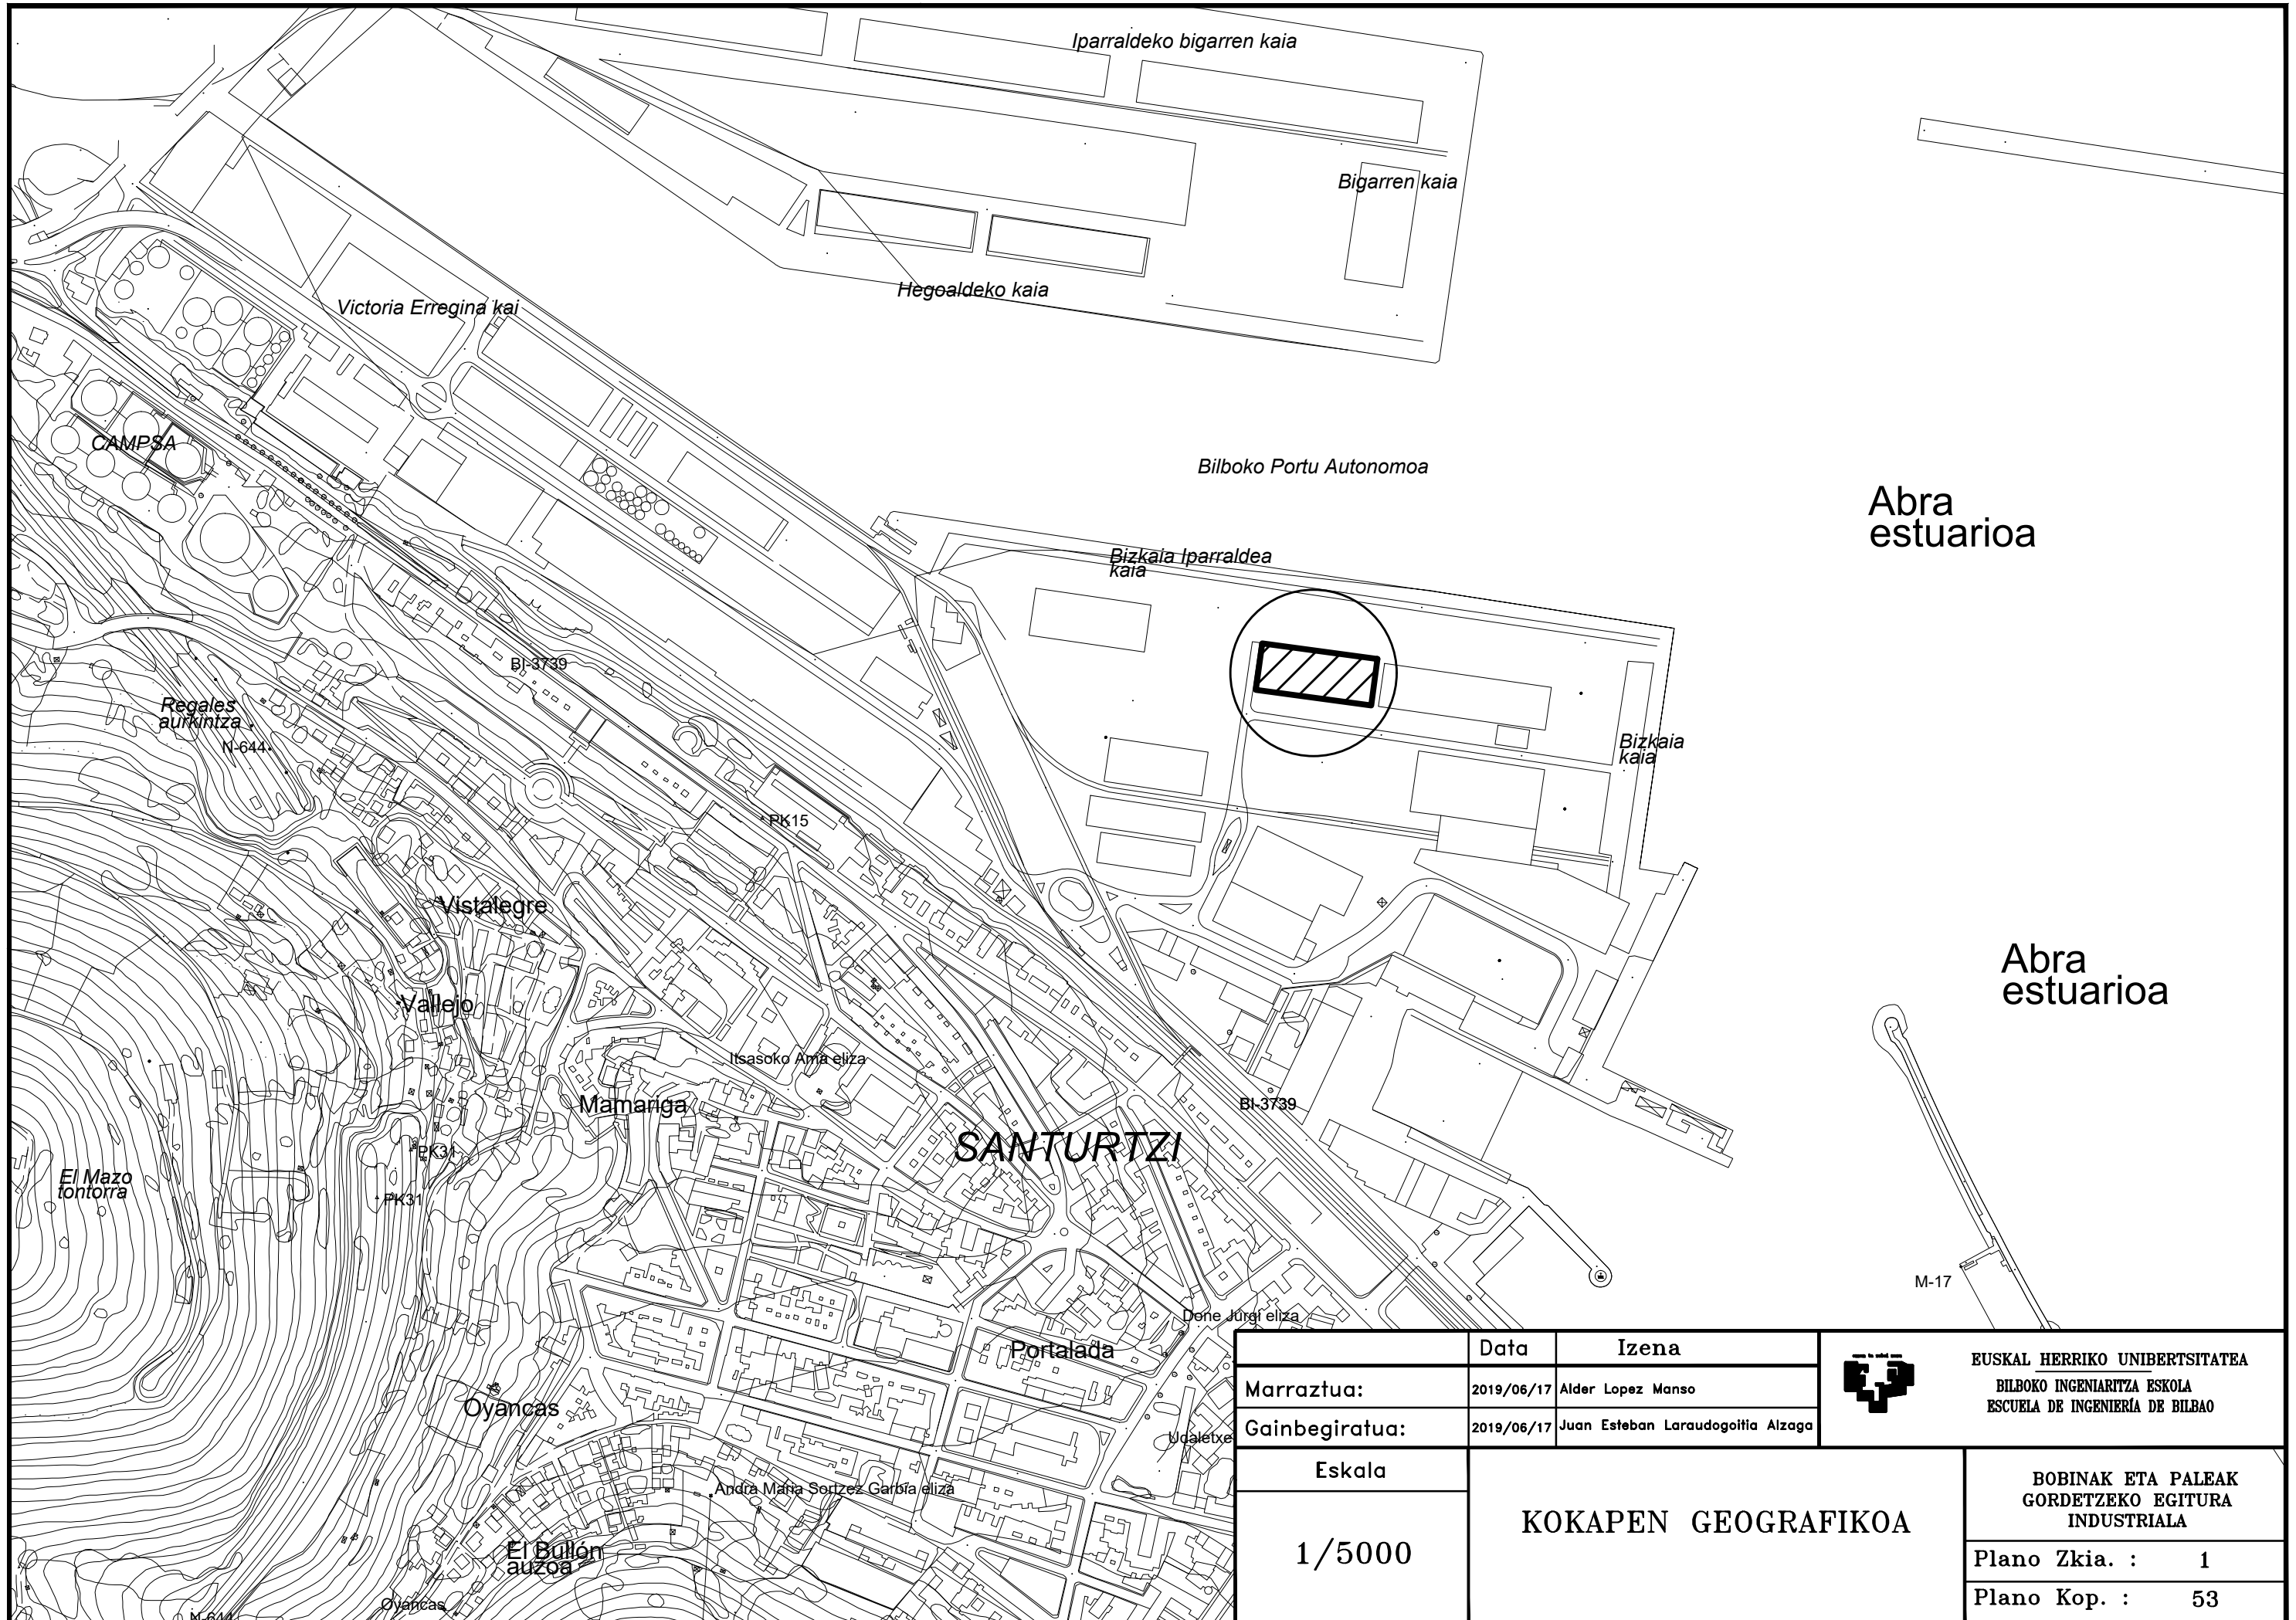 Iparraldeko bigarren kaia
Bigarren kaia
Hegoaldeko kaia
Victoria Erregina kai
CAMPSA
Bilboko Portu Autonomoa
Abra
estuarioa
Bizkaia Iparraldea
kaia
BI-3739
Regales
aurkintza
N-644
Bizkaia
kaia
PK15
Vistalegre
Abra
estuarioa
Vallejo
Itsasoko Ama eliza
Mamariga
BI-3739
SANTURTZI
PK31
El Mazo
tontorra
PK31
M-17
Done Jurgi eliza
Portalada
Oyancas
Udaletxe
Andra Maria Sortzez Garbia eliza
El Bullón
auzoa
Oyancas
N-644
Data Izena
Marraztua: 2019/06/17 Alder Lopez Manso
Gainbegiratua: 2019/06/17 Juan Esteban Laraudogoitia Alzaga
EUSKAL HERRIKO UNIBERTSITATEA
BILBOKO INGENIARITZA ESKOLA
ESCUELA DE INGENIERÍA DE BILBAO
Eskala
1/5000
KOKAPEN GEOGRAFIKOA
BOBINAK ETA PALEAK
GORDETZEKO EGITURA
INDUSTRIALA
Plano Zkia. : 1
Plano Kop. : 53